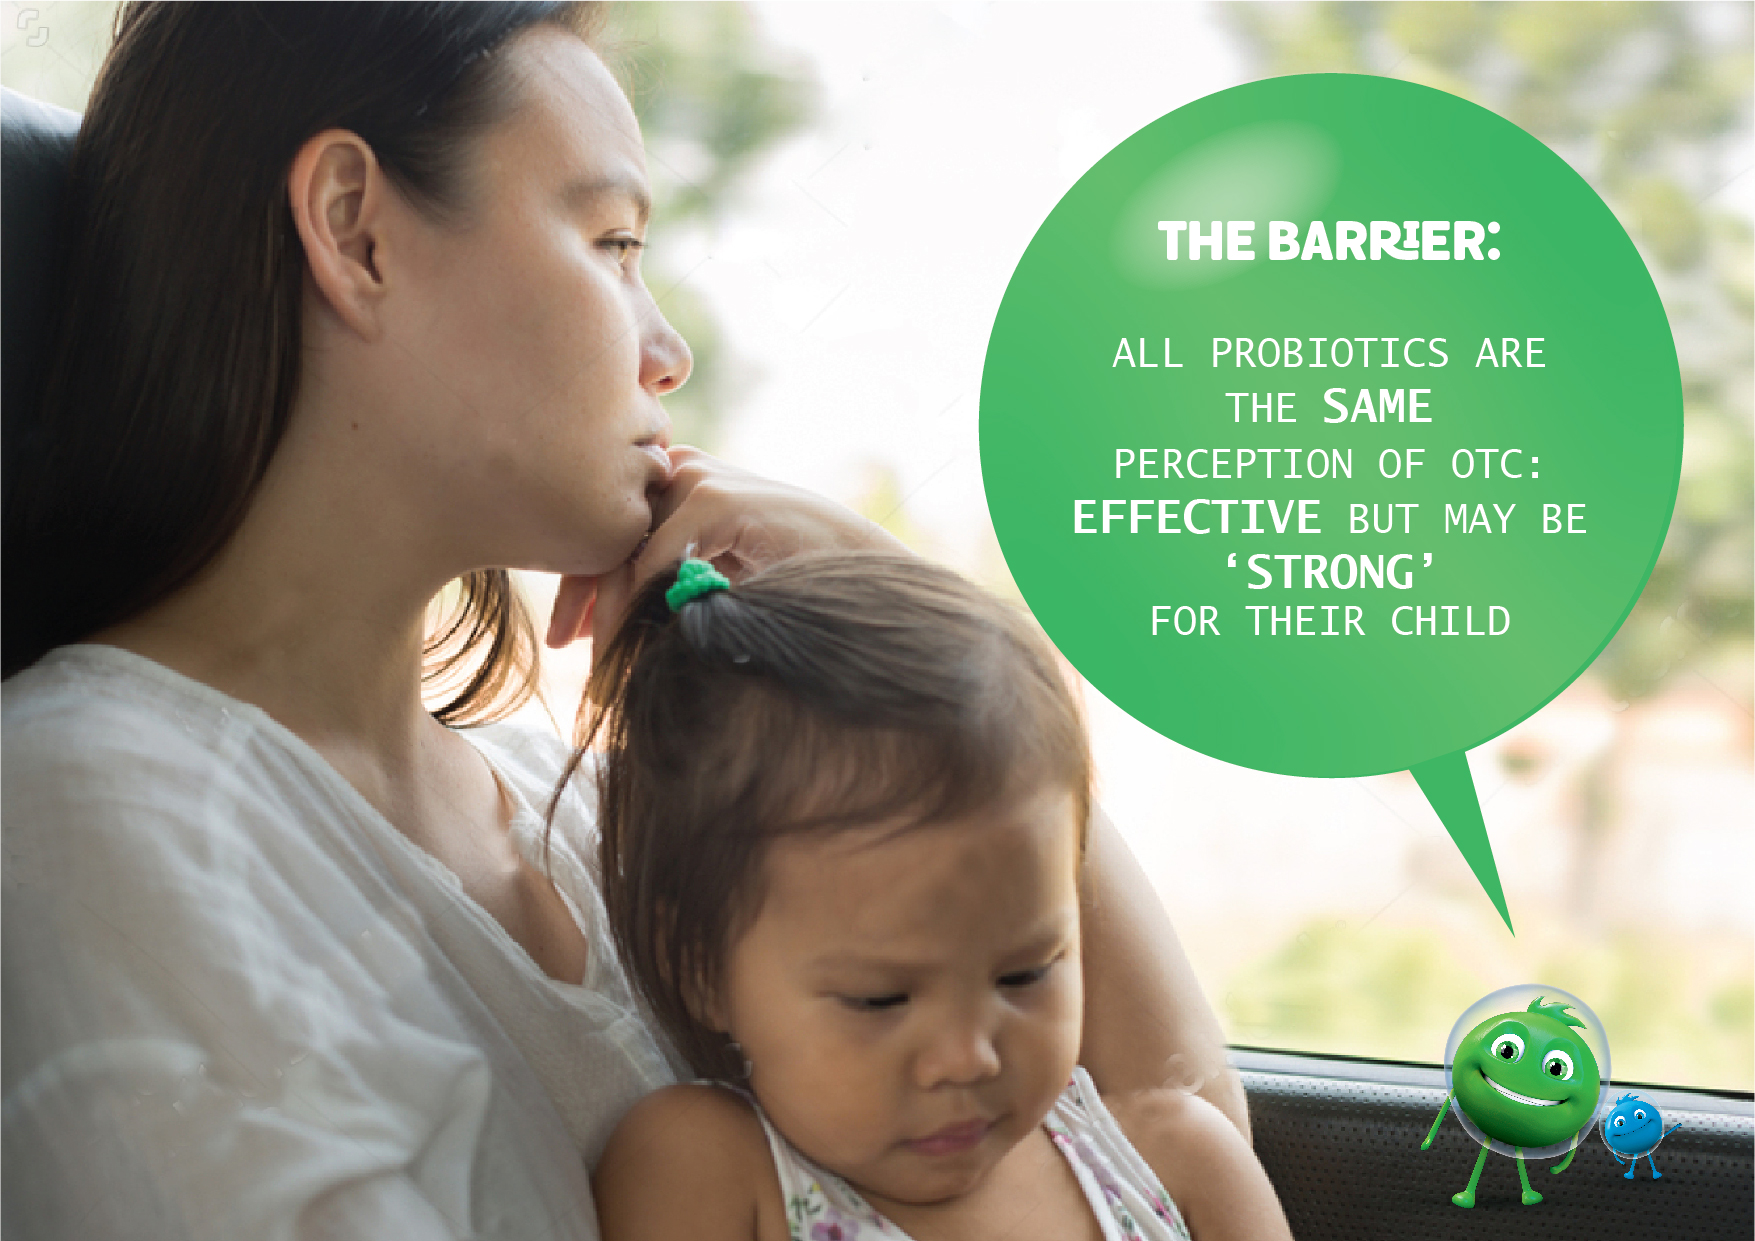 THE BARRIER:
ALL PROBIOTICS ARE
THE SAME
PERCEPTION OF OTC:
EFFECTIVE BUT MAY BE
‘STRONG’
FOR THEIR CHILD